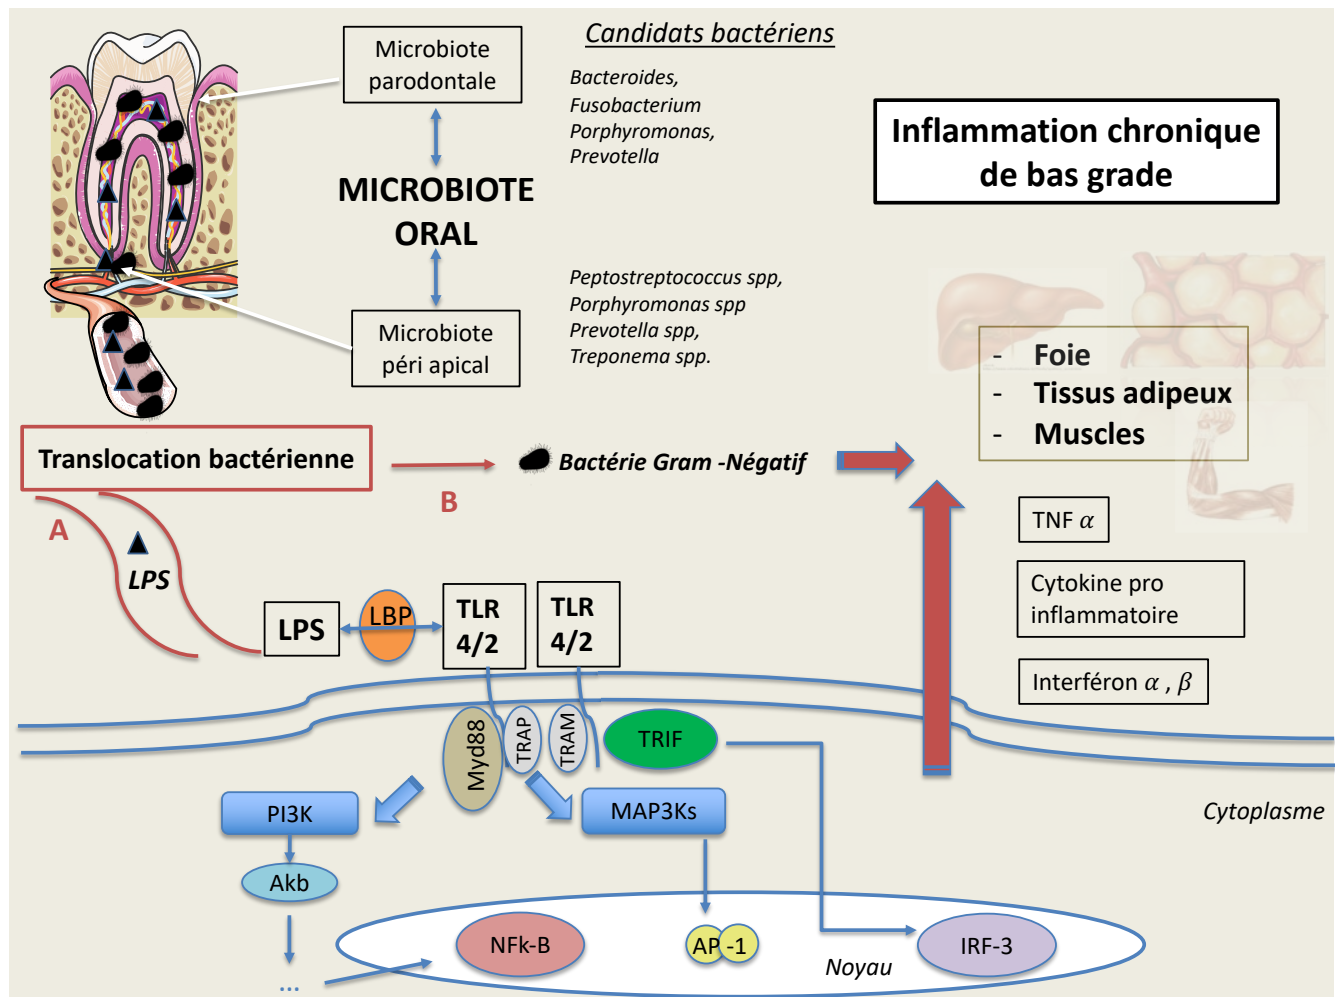 Microbiote
parodontale
Candidats bactériens
Bacteroides,
Fusobacterium
Porphyromonas,
Prevotella
Inflammation chronique
de bas grade
MICROBIOTE
ORAL
Peptostreptococcus spp,
Porphyromonas spp
Prevotella spp,
Treponema spp.
Microbiote
péri apical
- Foie
- Tissus adipeux
- Muscles
Translocation bactérienne
B
Bactérie Gram -Négatif
A
LPS
TNF α
Cytokine pro
inflammatoire
Interféron α , β
LPS
LBP
TLR
4/2
TLR
4/2
Myd88
TRAP
TRAM
TRIF
PI3K
MAP3Ks
Cytoplasme
Akb
NFk-B
AP -1
IRF-3
Noyau
...